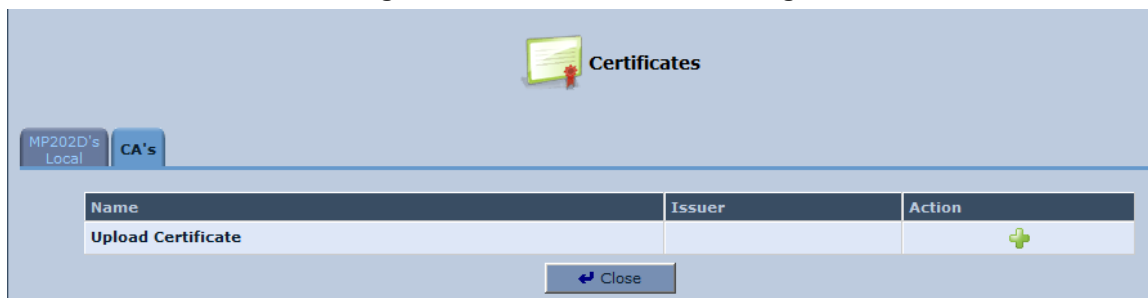 Certificates
MP202D's
Local
CA's
Name Issuer Action
Upload Certificate
Close